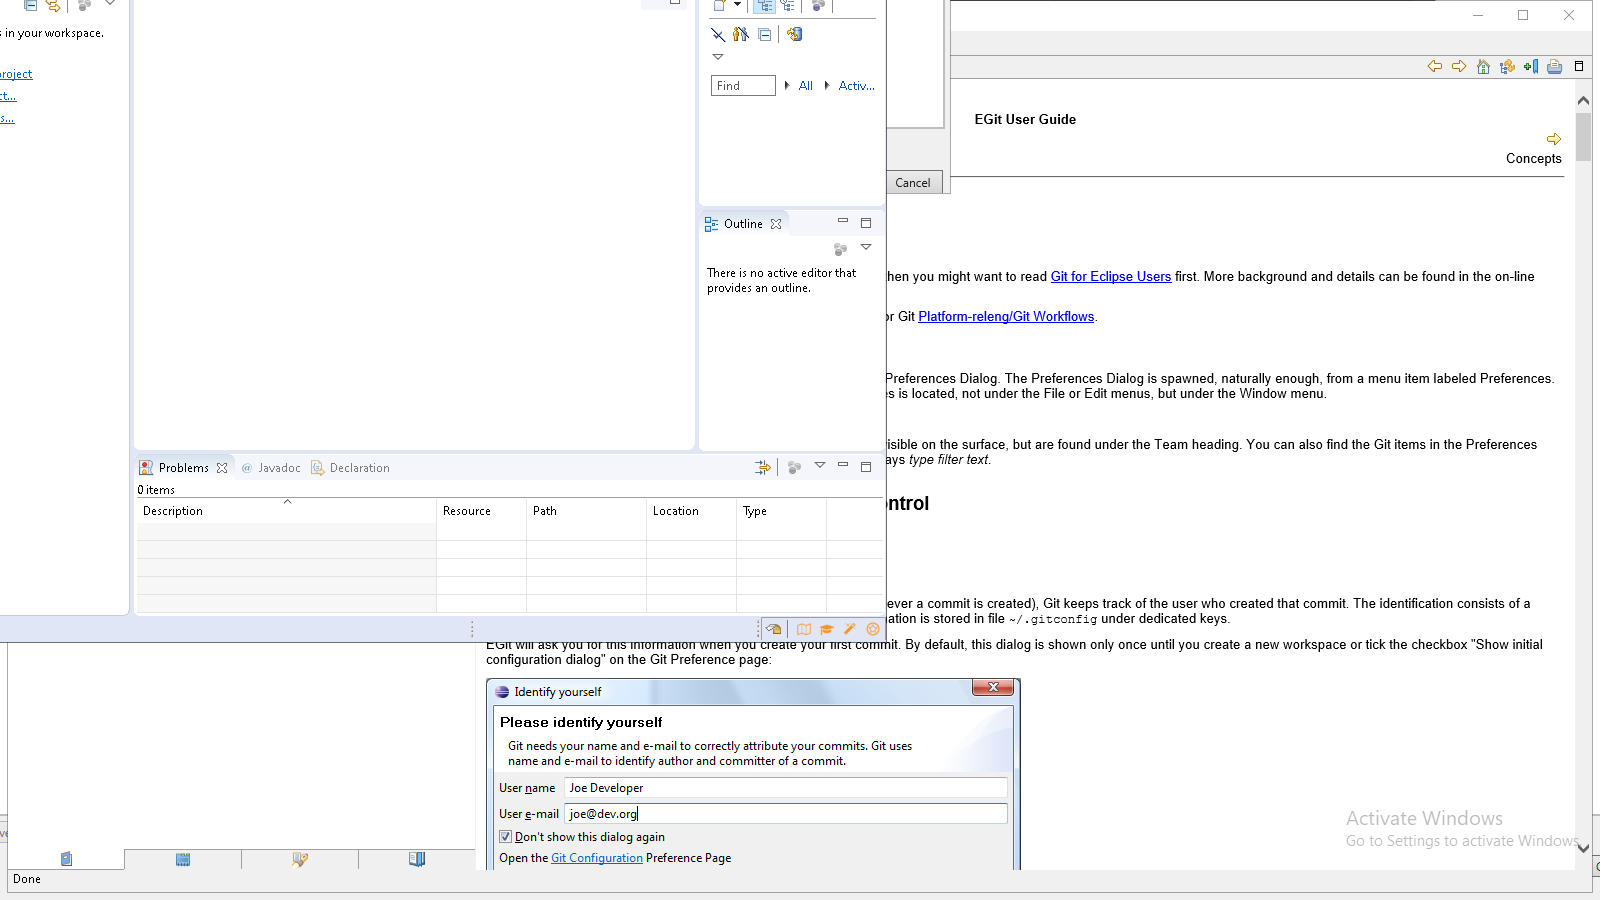 s in your workspace.
roject
ct...
s...
Find
All
Activ...
Outline
There is no active editor that
provides an outline.
Problems
Javadoc
Declaration
0 items
Description
Resource
Path
Location
Type
Cancel
EGit User Guide
Concepts
hen you might want to read Git for Eclipse Users first. More background and details can be found in the on-line
or Git Platform-releng/Git Workflows.
Preferences Dialog. The Preferences Dialog is spawned, naturally enough, from a menu item labeled Preferences.
es is located, not under the File or Edit menus, but under the Window menu.
isible on the surface, but are found under the Team heading. You can also find the Git items in the Preferences
ays type filter text.
ontrol
ever a commit is created), Git keeps track of the user who created that commit. The identification consists of a
ation is stored in file ~/.gitconfig under dedicated keys.
EGit will ask you for this information when you create your first commit. By default, this dialog is shown only once until you create a new workspace or tick the checkbox "Show initial
configuration dialog" on the Git Preference page:
Identify yourself
Please identify yourself
Git needs your name and e-mail to correctly attribute your commits. Git uses
name and e-mail to identify author and committer of a commit.
User name
Joe Developer
User e-mail
joe@dev.org
Don't show this dialog again
Open the Git Configuration Preference Page
Activate Windows
Go to Settings to activate Windows.
Done